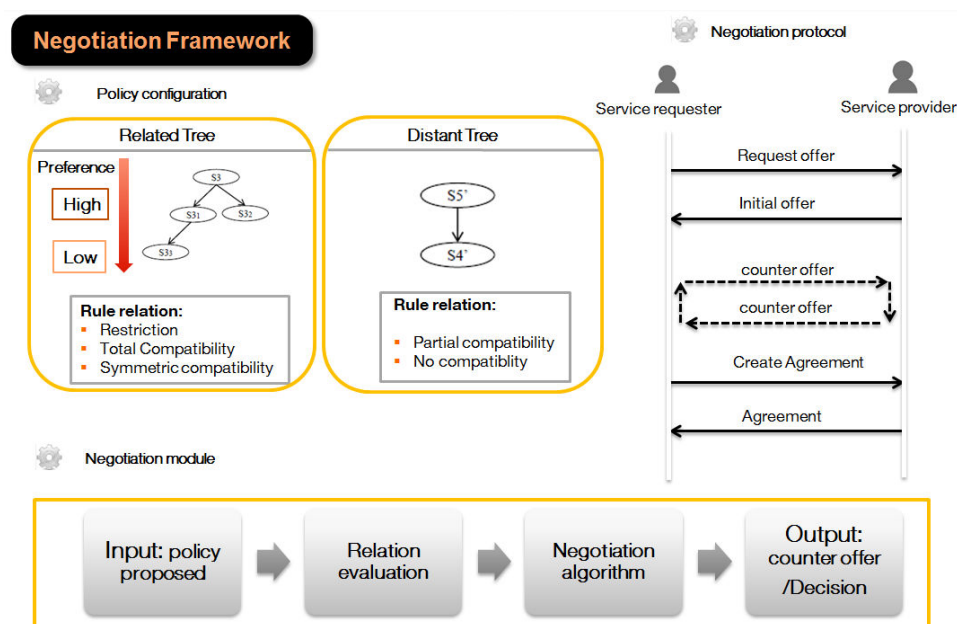 Negotiation Framework
Policy configuration
Related Tree
Preference
High
Low
S3
S31
S32
S33
Rule relation:
Restriction
Total Compatibility
Symmetric compatibility
Distant Tree
S5’
S4’
Rule relation:
Partial compatibility
No compatiblity
Negotiation protocol
Service requester
Service provider
Request offer
Initial offer
counter offer
counter offer
Create Agreement
Agreement
Negotiation module
Input: policy
proposed
Relation
evaluation
Negotiation
algorithm
Output:
counter offer
/Decision